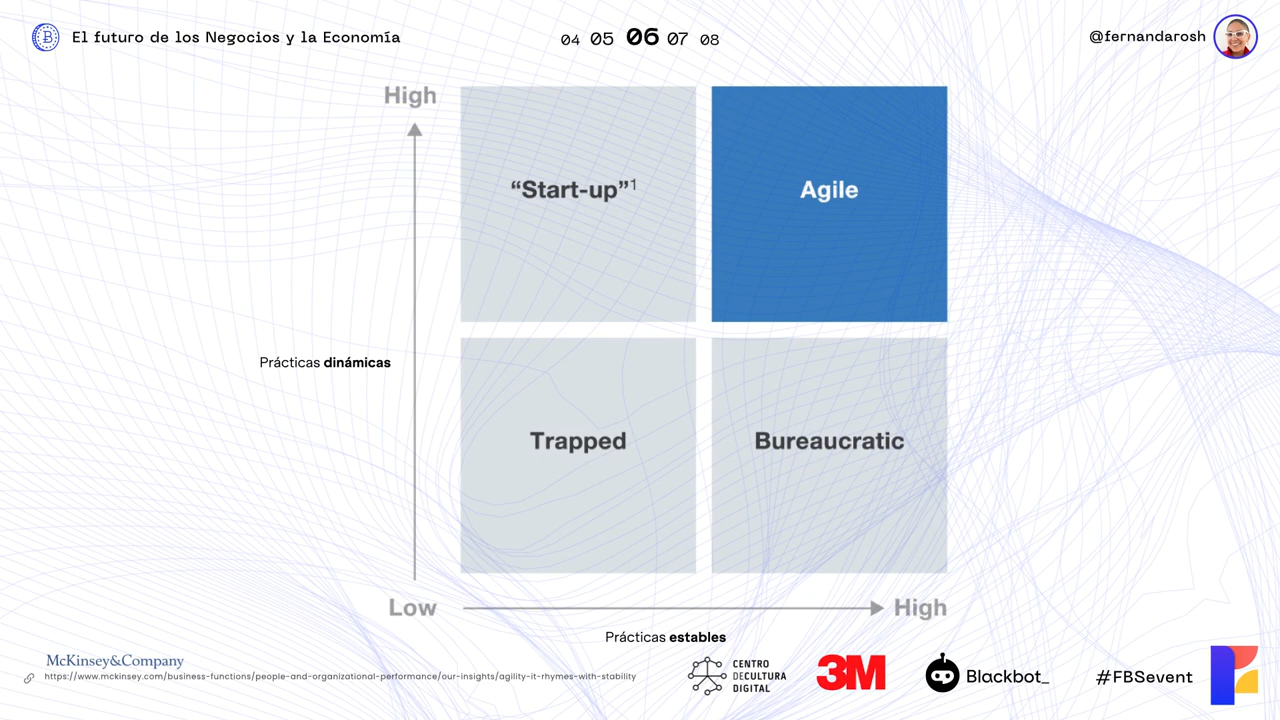 El futuro de los Negocios y la Economía
04 05 06 07 08
@fernandarosh
High
“Start-up”1
Agile
Prácticas dinámicas
Trapped
Bureaucratic
Low
High
Prácticas estables
McKinsey&Company
https://www.mckinsey.com/business-functions/people-and-organizational-performance/our-insights/agility-it-rhymes-with-stability
CENTRO
DECULTURA
DIGITAL
3M
Blackbot_
#FBSevent